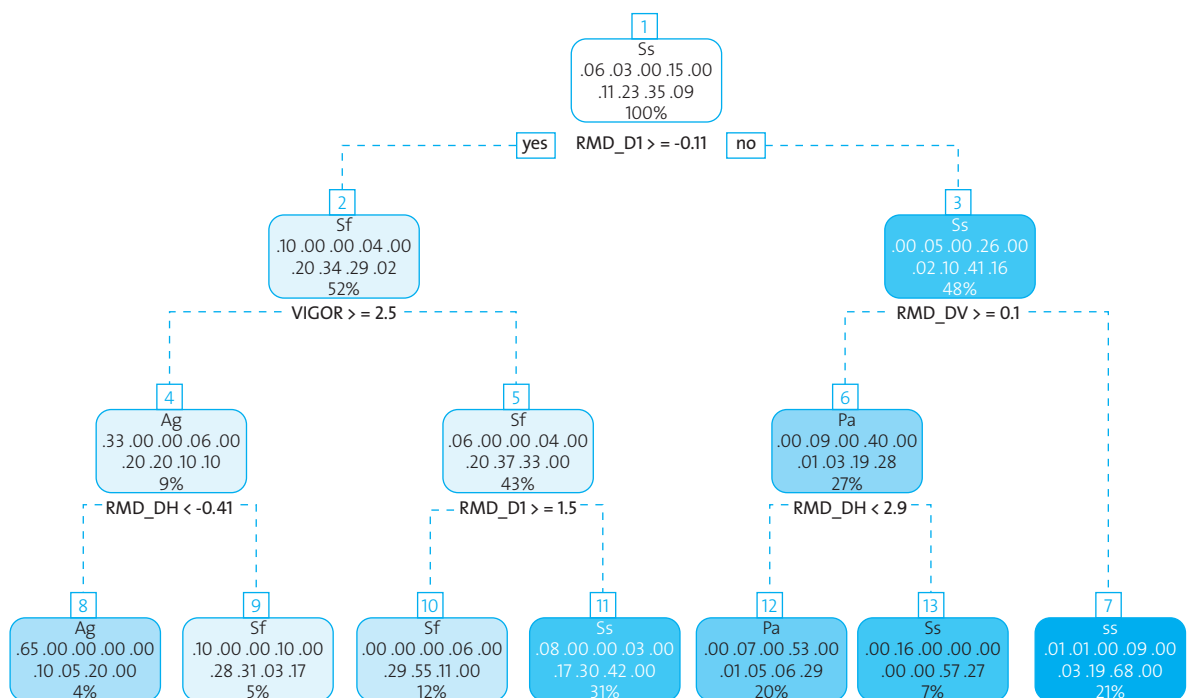 1
Ss
.06 .03 .00 .15 .00
.11 .23 .35 .09
100%
yes RMD_D1 > = -0.11 no
2
Sf
.10 .00 .00 .04 .00
.20 .34 .29 .02
52%
VIGOR > = 2.5
3
Ss
.00 .05 .00 .26 .00
.02 .10 .41 .16
48%
RMD_DV > = 0.1
4
Ag
.33 .00 .00 .06 .00
.20 .20 .10 .10
9%
RMD_DH < -0.41
5
Sf
.06 .00 .00 .04 .00
.20 .37 .33 .00
43%
RMD_D1 > = 1.5
6
Pa
.00 .09 .00 .40 .00
.01 .03 .19 .28
27%
RMD_DH < 2.9
8
Ag
.65 .00 .00 .00 .00
.10 .05 .20 .00
4%
9
Sf
.10 .00 .00 .10 .00
.28 .31 .03 .17
5%
10
Sf
.00 .00 .00 .06 .00
.29 .55 .11 .00
12%
11
Ss
.08 .00 .00 .03 .00
.17 .30 .42 .00
31%
12
Pa
.00 .07 .00 .53 .00
.01 .05 .06 .29
20%
13
Ss
.00 .16 .00 .00 .00
.00 .00 .57 .27
7%
7
ss
.01 .01 .00 .09 .00
.03 .19 .68 .00
21%